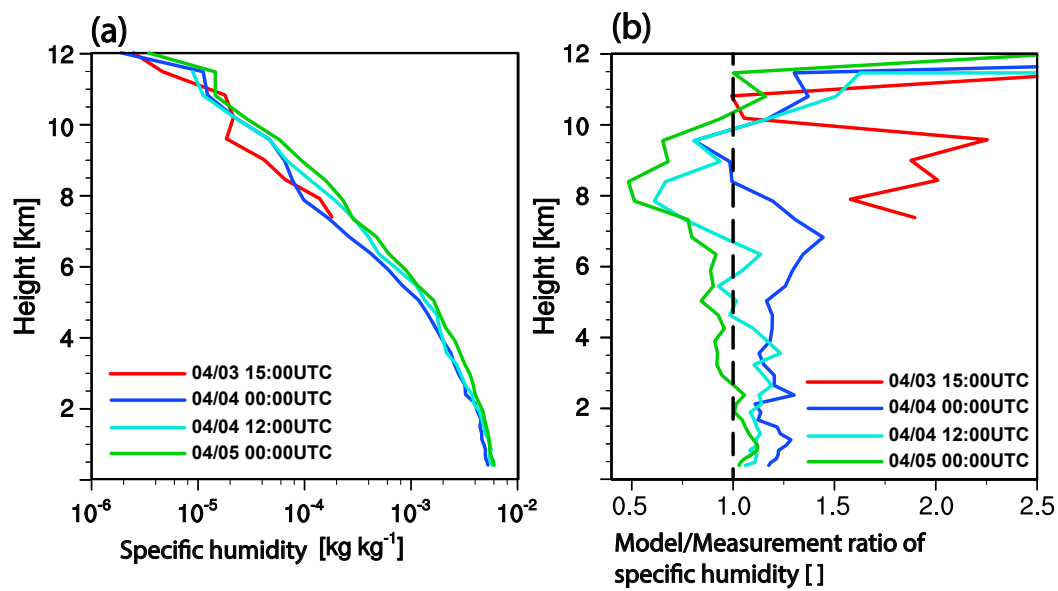 (a)
12
10
8
6
4
2
Height [km]
04/03 15:00UTC
04/04 00:00UTC
04/04 12:00UTC
04/05 00:00UTC
10-6
10-5
10-4
10-3
10-2
Specific humidity [kg kg-1]
(b)
12
10
8
6
4
2
Height [km]
04/03 15:00UTC
04/04 00:00UTC
04/04 12:00UTC
04/05 00:00UTC
0.5
1.0
1.5
2.0
2.5
Model/Measurement ratio of
specific humidity [ ]